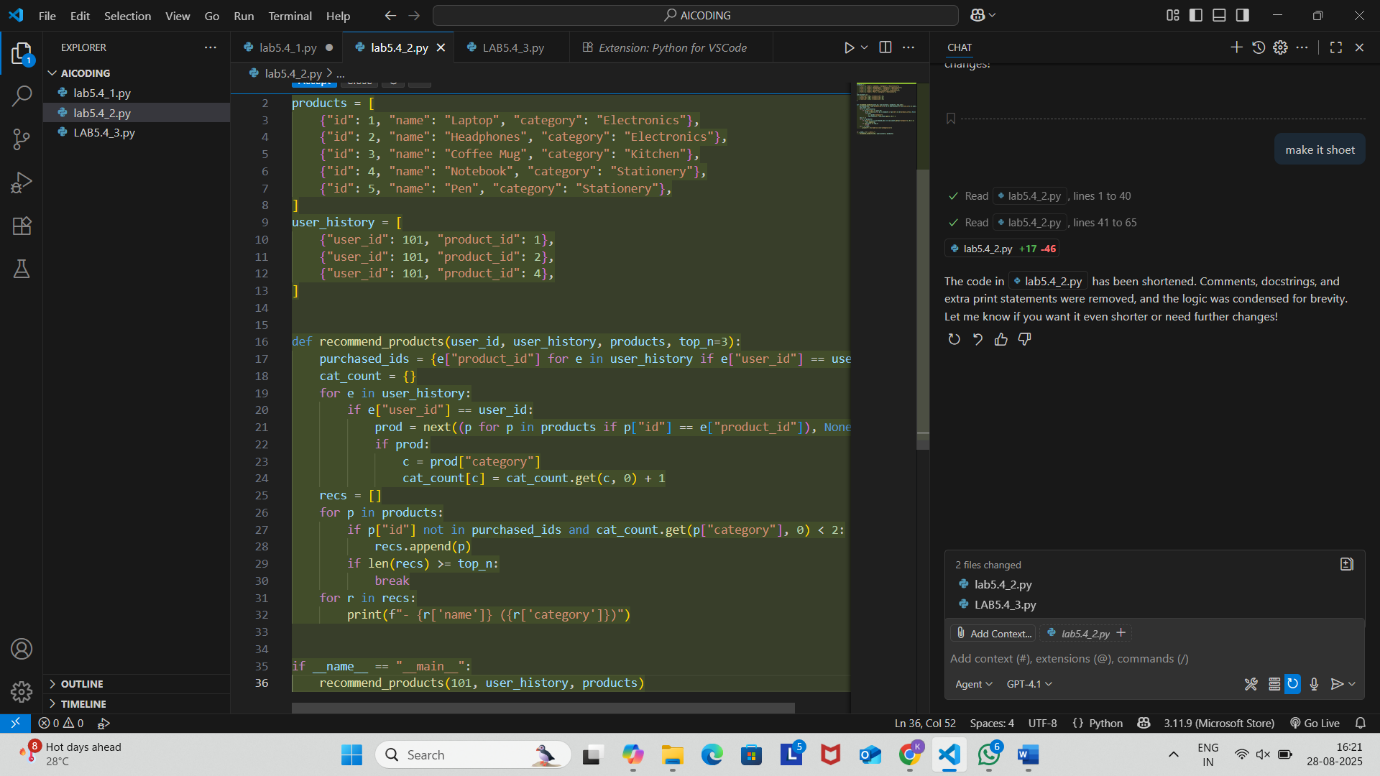 File Edit Selection View Go Run Terminal Help
AICODING
EXPLORER
1
AICODING
lab5.4_1.py
lab5.4_2.py
LAB5.4_3.py
OUTLINE
TIMELINE
lab5.4_1.py
lab5.4_2.py
LAB5.4_3.py
Extension: Python for VSCode
lab5.4_2.py > ...
2 products = [
3 {"id": 1, "name": "Laptop", "category": "Electronics"},
4 {"id": 2, "name": "Headphones", "category": "Electronics"},
5 {"id": 3, "name": "Coffee Mug", "category": "Kitchen"},
6 {"id": 4, "name": "Notebook", "category": "Stationery"},
7 {"id": 5, "name": "Pen", "category": "Stationery"},
8 ]
9 user_history = [
10 {"user_id": 101, "product_id": 1},
11 {"user_id": 101, "product_id": 2},
12 {"user_id": 101, "product_id": 4},
13 ]
14
15
16 def recommend_products(user_id, user_history, products, top_n=3):
17 purchased_ids = {e["product_id"] for e in user_history if e["user_id"] == use
18 cat_count = {}
19 for e in user_history:
20 if e["user_id"] == user_id:
21 prod = next((p for p in products if p["id"] == e["product_id"]), None
22 if prod:
23 c = prod["category"]
24 cat_count[c] = cat_count.get(c, 0) + 1
25 recs = []
26 for p in products:
27 if p["id"] not in purchased_ids and cat_count.get(p["category"], 0) < 2:
28 recs.append(p)
29 if len(recs) >= top_n:
30 break
31 for r in recs:
32 print(f"- {r['name']} ({r['category']})")
33
34
35 if __name__ == "__main__":
36 recommend_products(101, user_history, products)
CHAT
changes!
make it shoet
Read lab5.4_2.py, lines 1 to 40
Read lab5.4_2.py, lines 41 to 65
lab5.4_2.py +17 -46
The code in lab5.4_2.py has been shortened. Comments, docstrings, and
extra print statements were removed, and the logic was condensed for brevity.
Let me know if you want it even shorter or need further changes!
2 files changed
lab5.4_2.py
LAB5.4_3.py
Add Context... lab5.4_2.py +
Add context (#), extensions (@), commands (/)
Agent GPT-4.1
0 0
Ln 36, Col 52 Spaces: 4 UTF-8 {} Python 3.11.9 (Microsoft Store) Go Live
8
Hot days ahead
28°C
Search
5
K
6
ENG
IN
16:21
28-08-2025